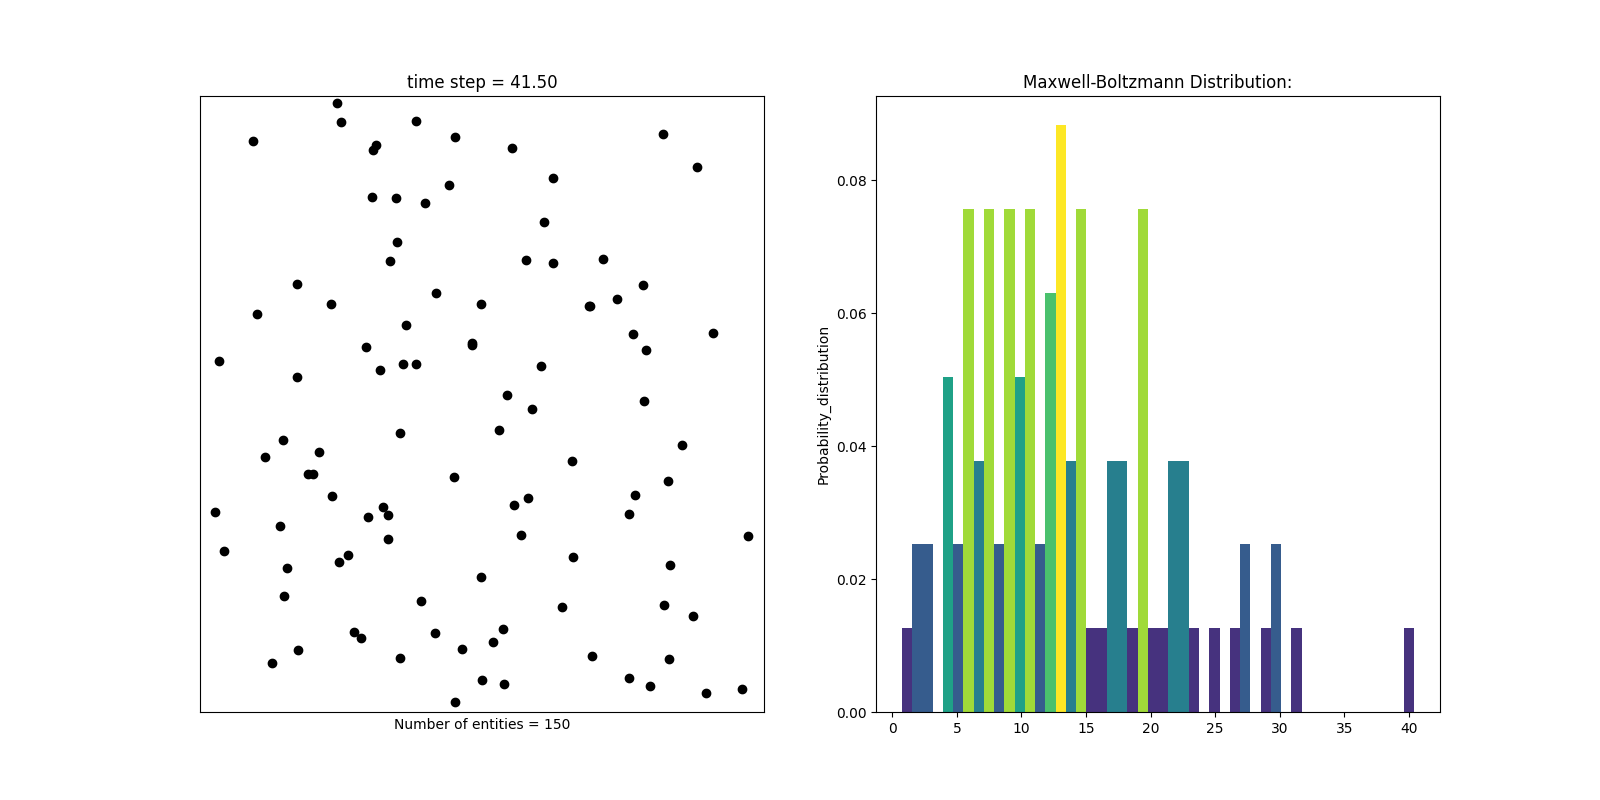 time step = 41.50
Number of entities = 150
Maxwell-Boltzmann Distribution:
Probability_distribution
0.08
0.06
0.04
0.02
0.00
0 5 10 15 20 25 30 35 40